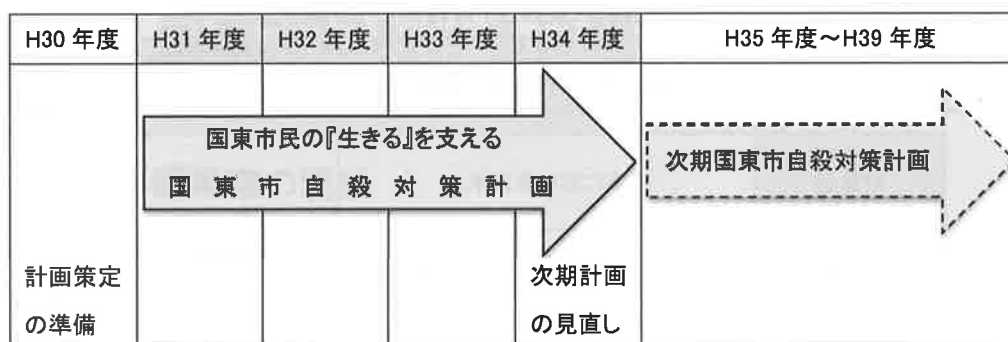 H30 年度 H31 年度 H32 年度 H33 年度 H34 年度 H35 年度～H39 年度
国東市民の『生きる』を支える
国東市自殺対策計画
次期国東市自殺対策計画
計画策定
の準備
次期計画
の見直し